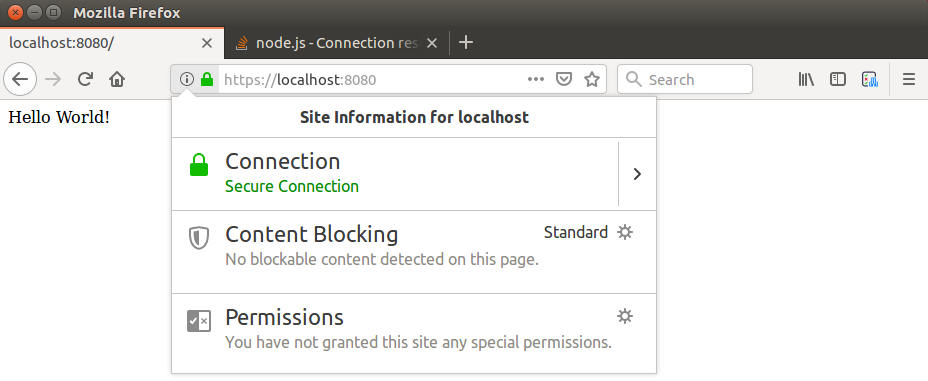 Mozilla Firefox
localhost:8080/
node.js - Connection res
https://localhost:8080
Search
Hello World!
Site Information for localhost
Connection
Secure Connection
Content Blocking
Standard
No blockable content detected on this page.
Permissions
You have not granted this site any special permissions.